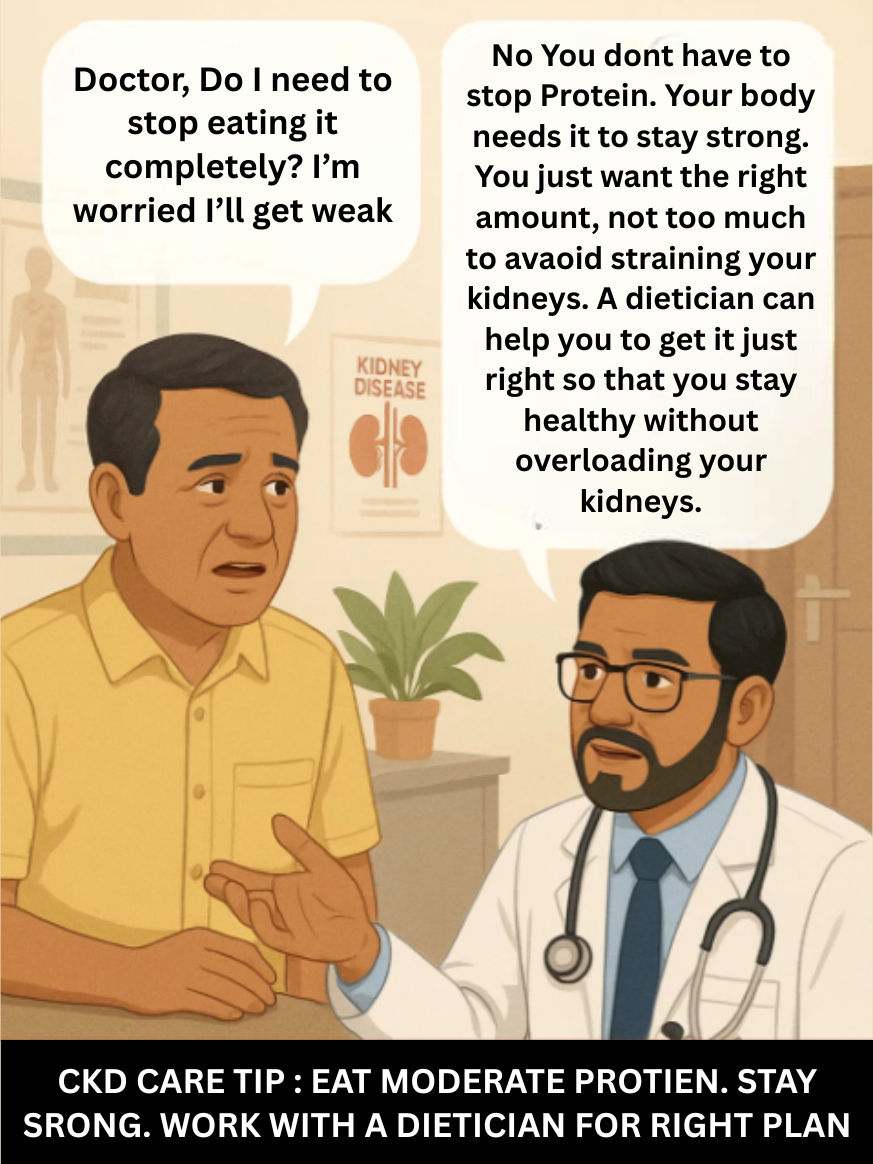 Doctor, Do I need to
stop eating it
completely? I'm
worried I'll get weak
No You dont have to
stop Protein. Your body
needs it to stay strong.
You just want the right
amount, not too much
to avaoid straining your
kidneys. A dietician can
help you to get it just
right so that you stay
healthy without
overloading your
kidneys.
KIDNEY
DISEASE
CKD CARE TIP : EAT MODERATE PROTIEN. STAY
SRONG. WORK WITH A DIETICIAN FOR RIGHT PLAN